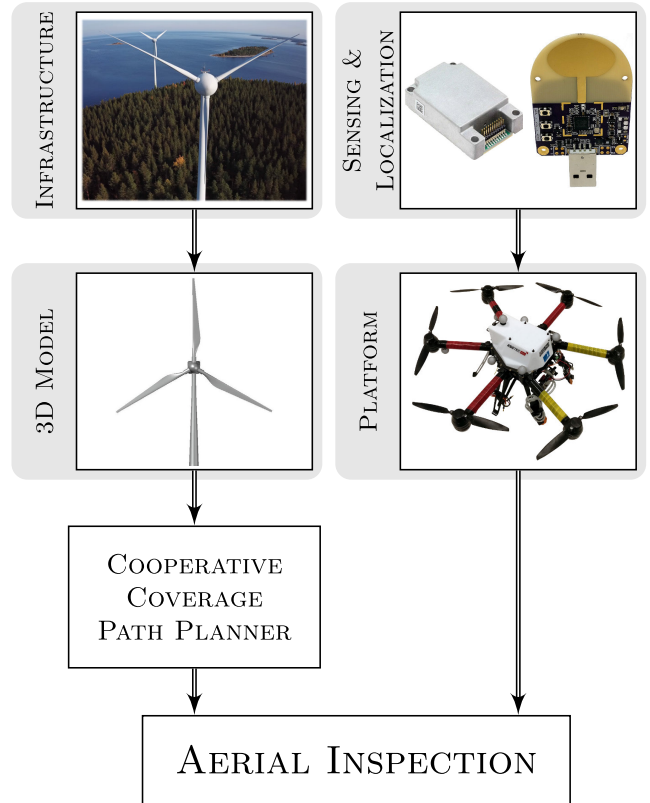 INFRASTRUCTURE
SENSING &
LOCALIZATION
3D MODEL
PLATFORM
COOPERATIVE
COVERAGE
PATH PLANNER
AERIAL INSPECTION